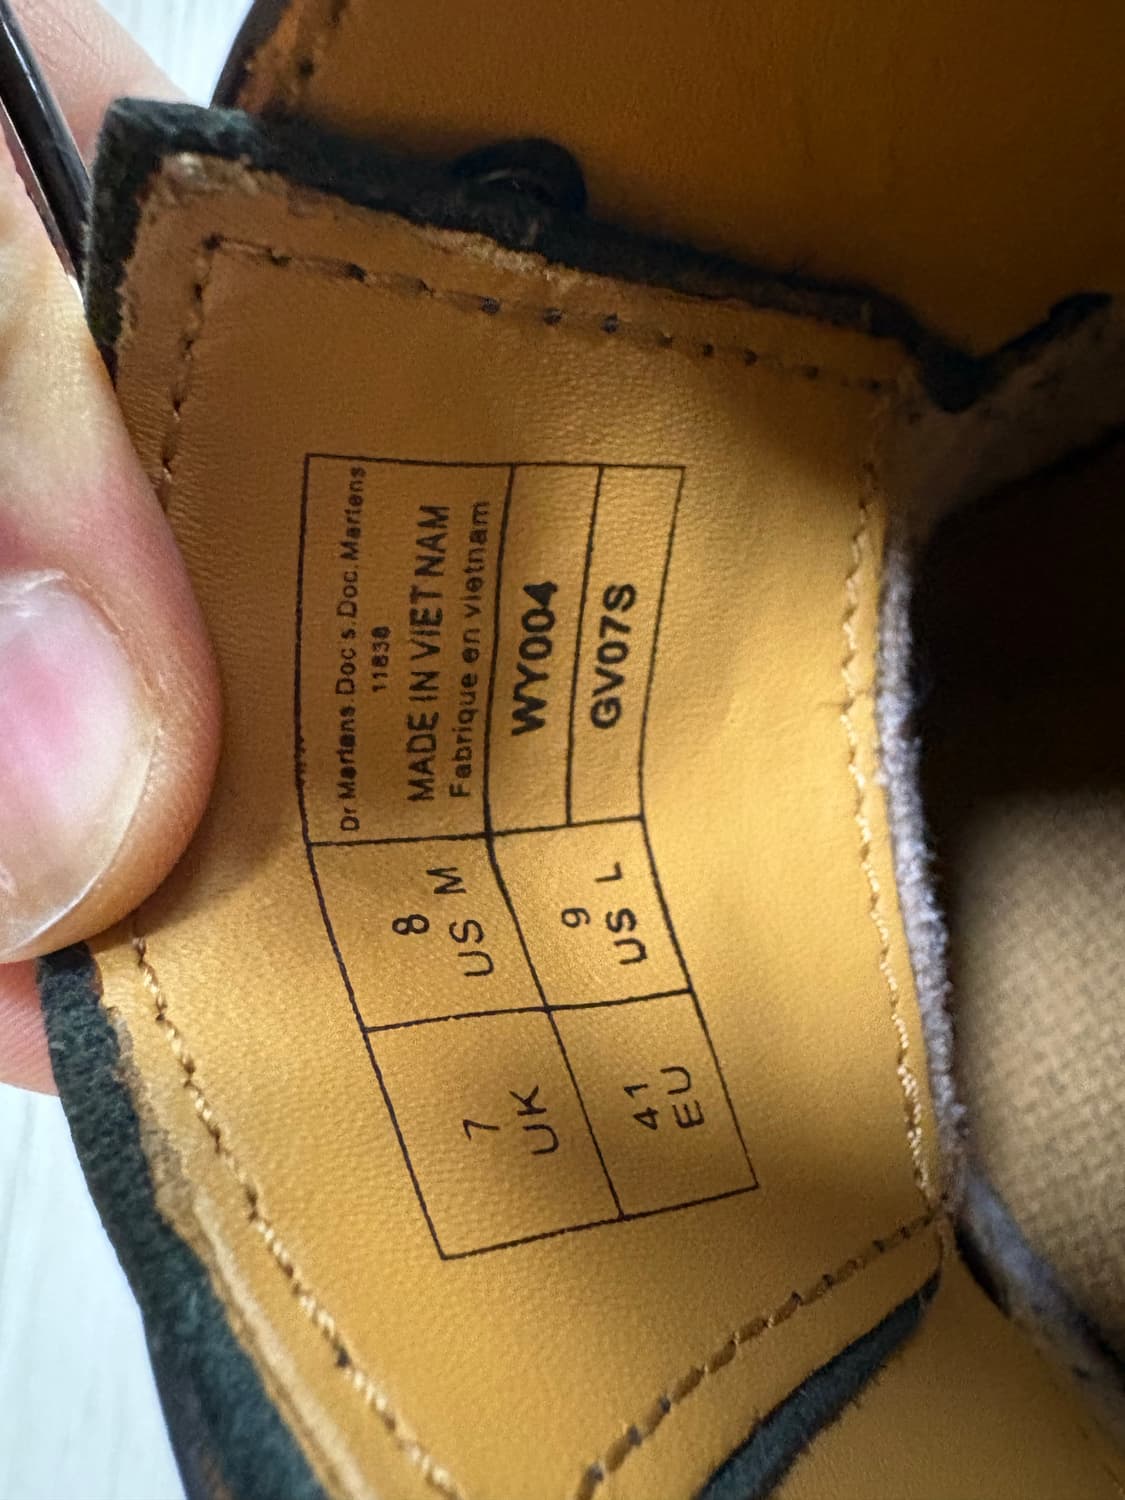 Dr Martens.Doc's.Doc.Martens
11838
MADE IN VIET NAM
Fabrique en vietnam
WY004
GV07S
8
US M
9
US L
7
UK
41
EU